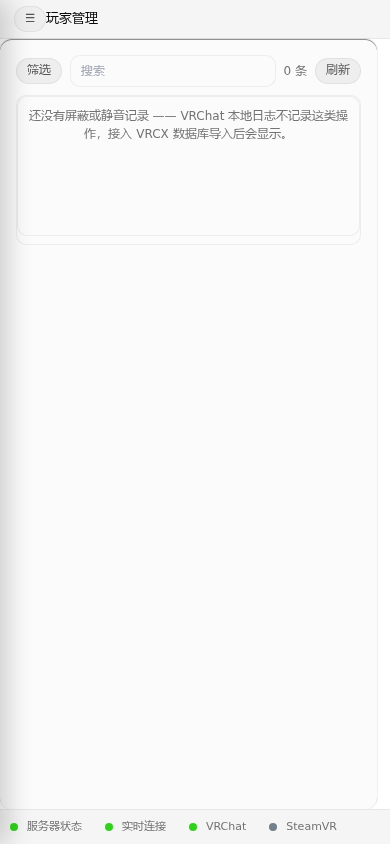 ☰ 玩家管理
筛选 搜索 0 条 刷新
还没有屏蔽或静音记录 —— VRChat 本地日志不记录这类操
作，接入 VRCX 数据库导入后会显示。
服务器状态 实时连接 VRChat SteamVR